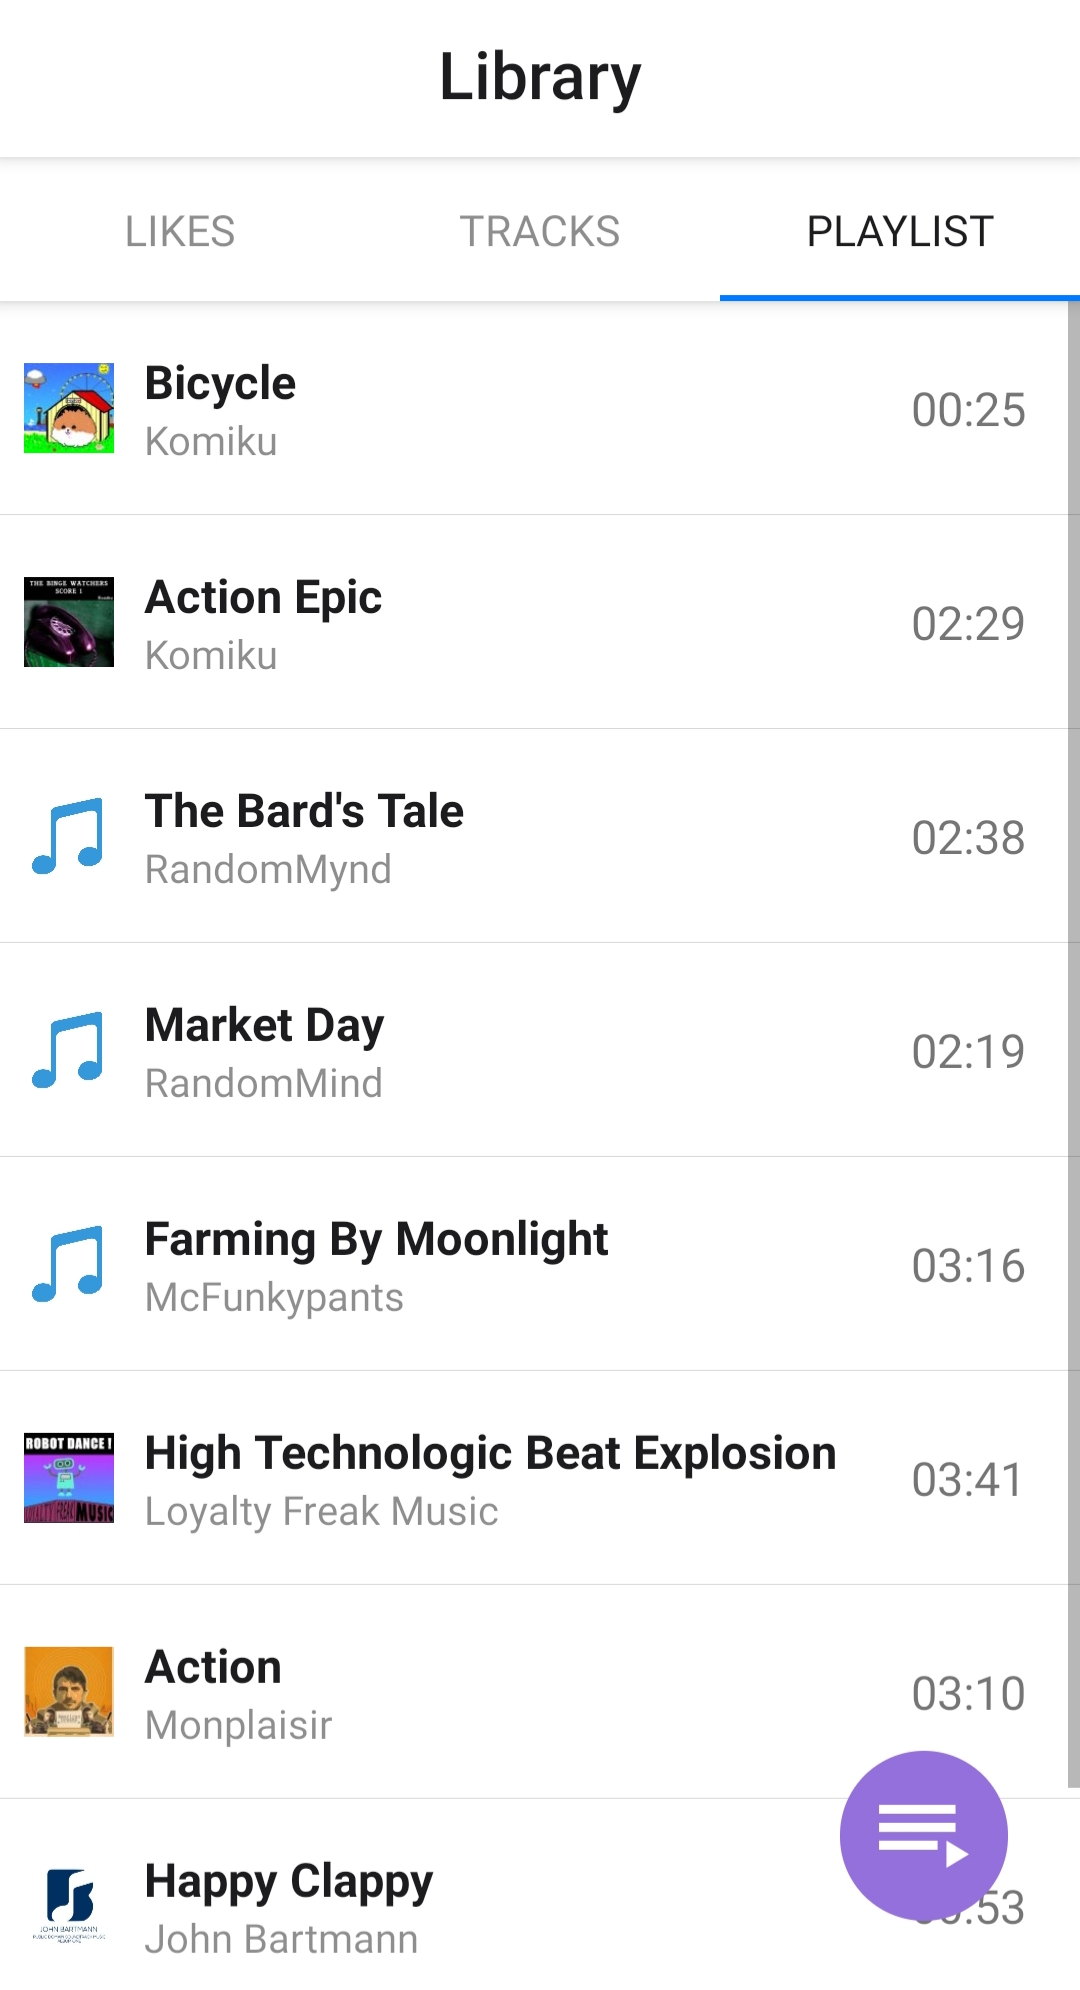 Library
LIKES TRACKS PLAYLIST
Bicycle
Komiku
00:25
THE BINGE WATCHERS
SCORE 1
Action Epic
Komiku
02:29
The Bard's Tale
RandomMynd
02:38
Market Day
RandomMind
02:19
Farming By Moonlight
McFunkypants
03:16
ROBOT DANCE !
MUSIC
High Technologic Beat Explosion
Loyalty Freak Music
03:41
Action
Monplaisir
03:10
JOHN BARTMANN
Happy Clappy
John Bartmann
:53